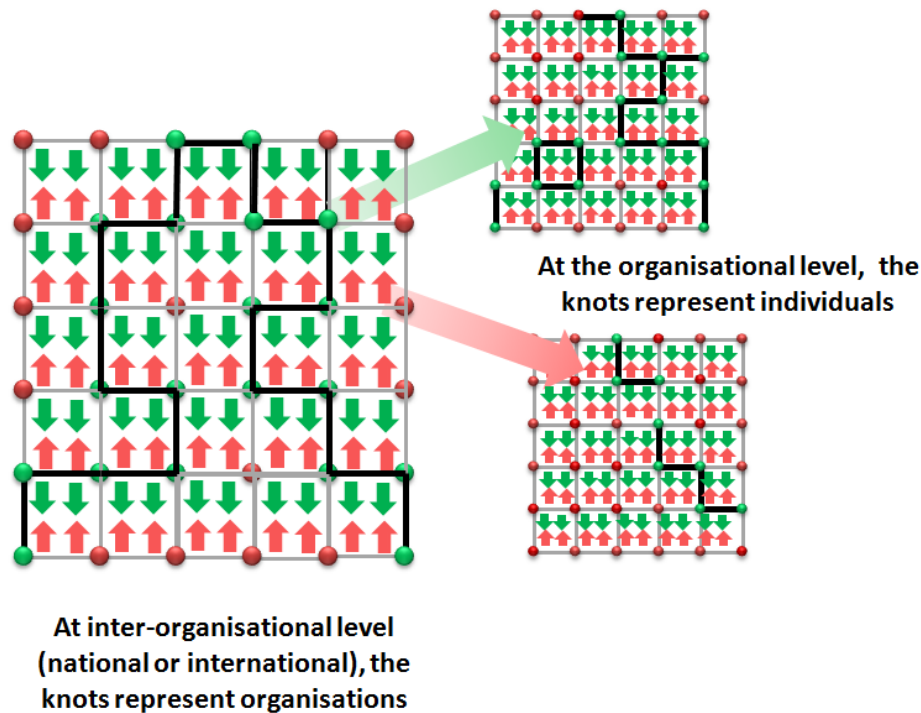 At the organisational level,  the
knots represent individuals
At inter-organisational level
(national or international), the
knots represent organisations